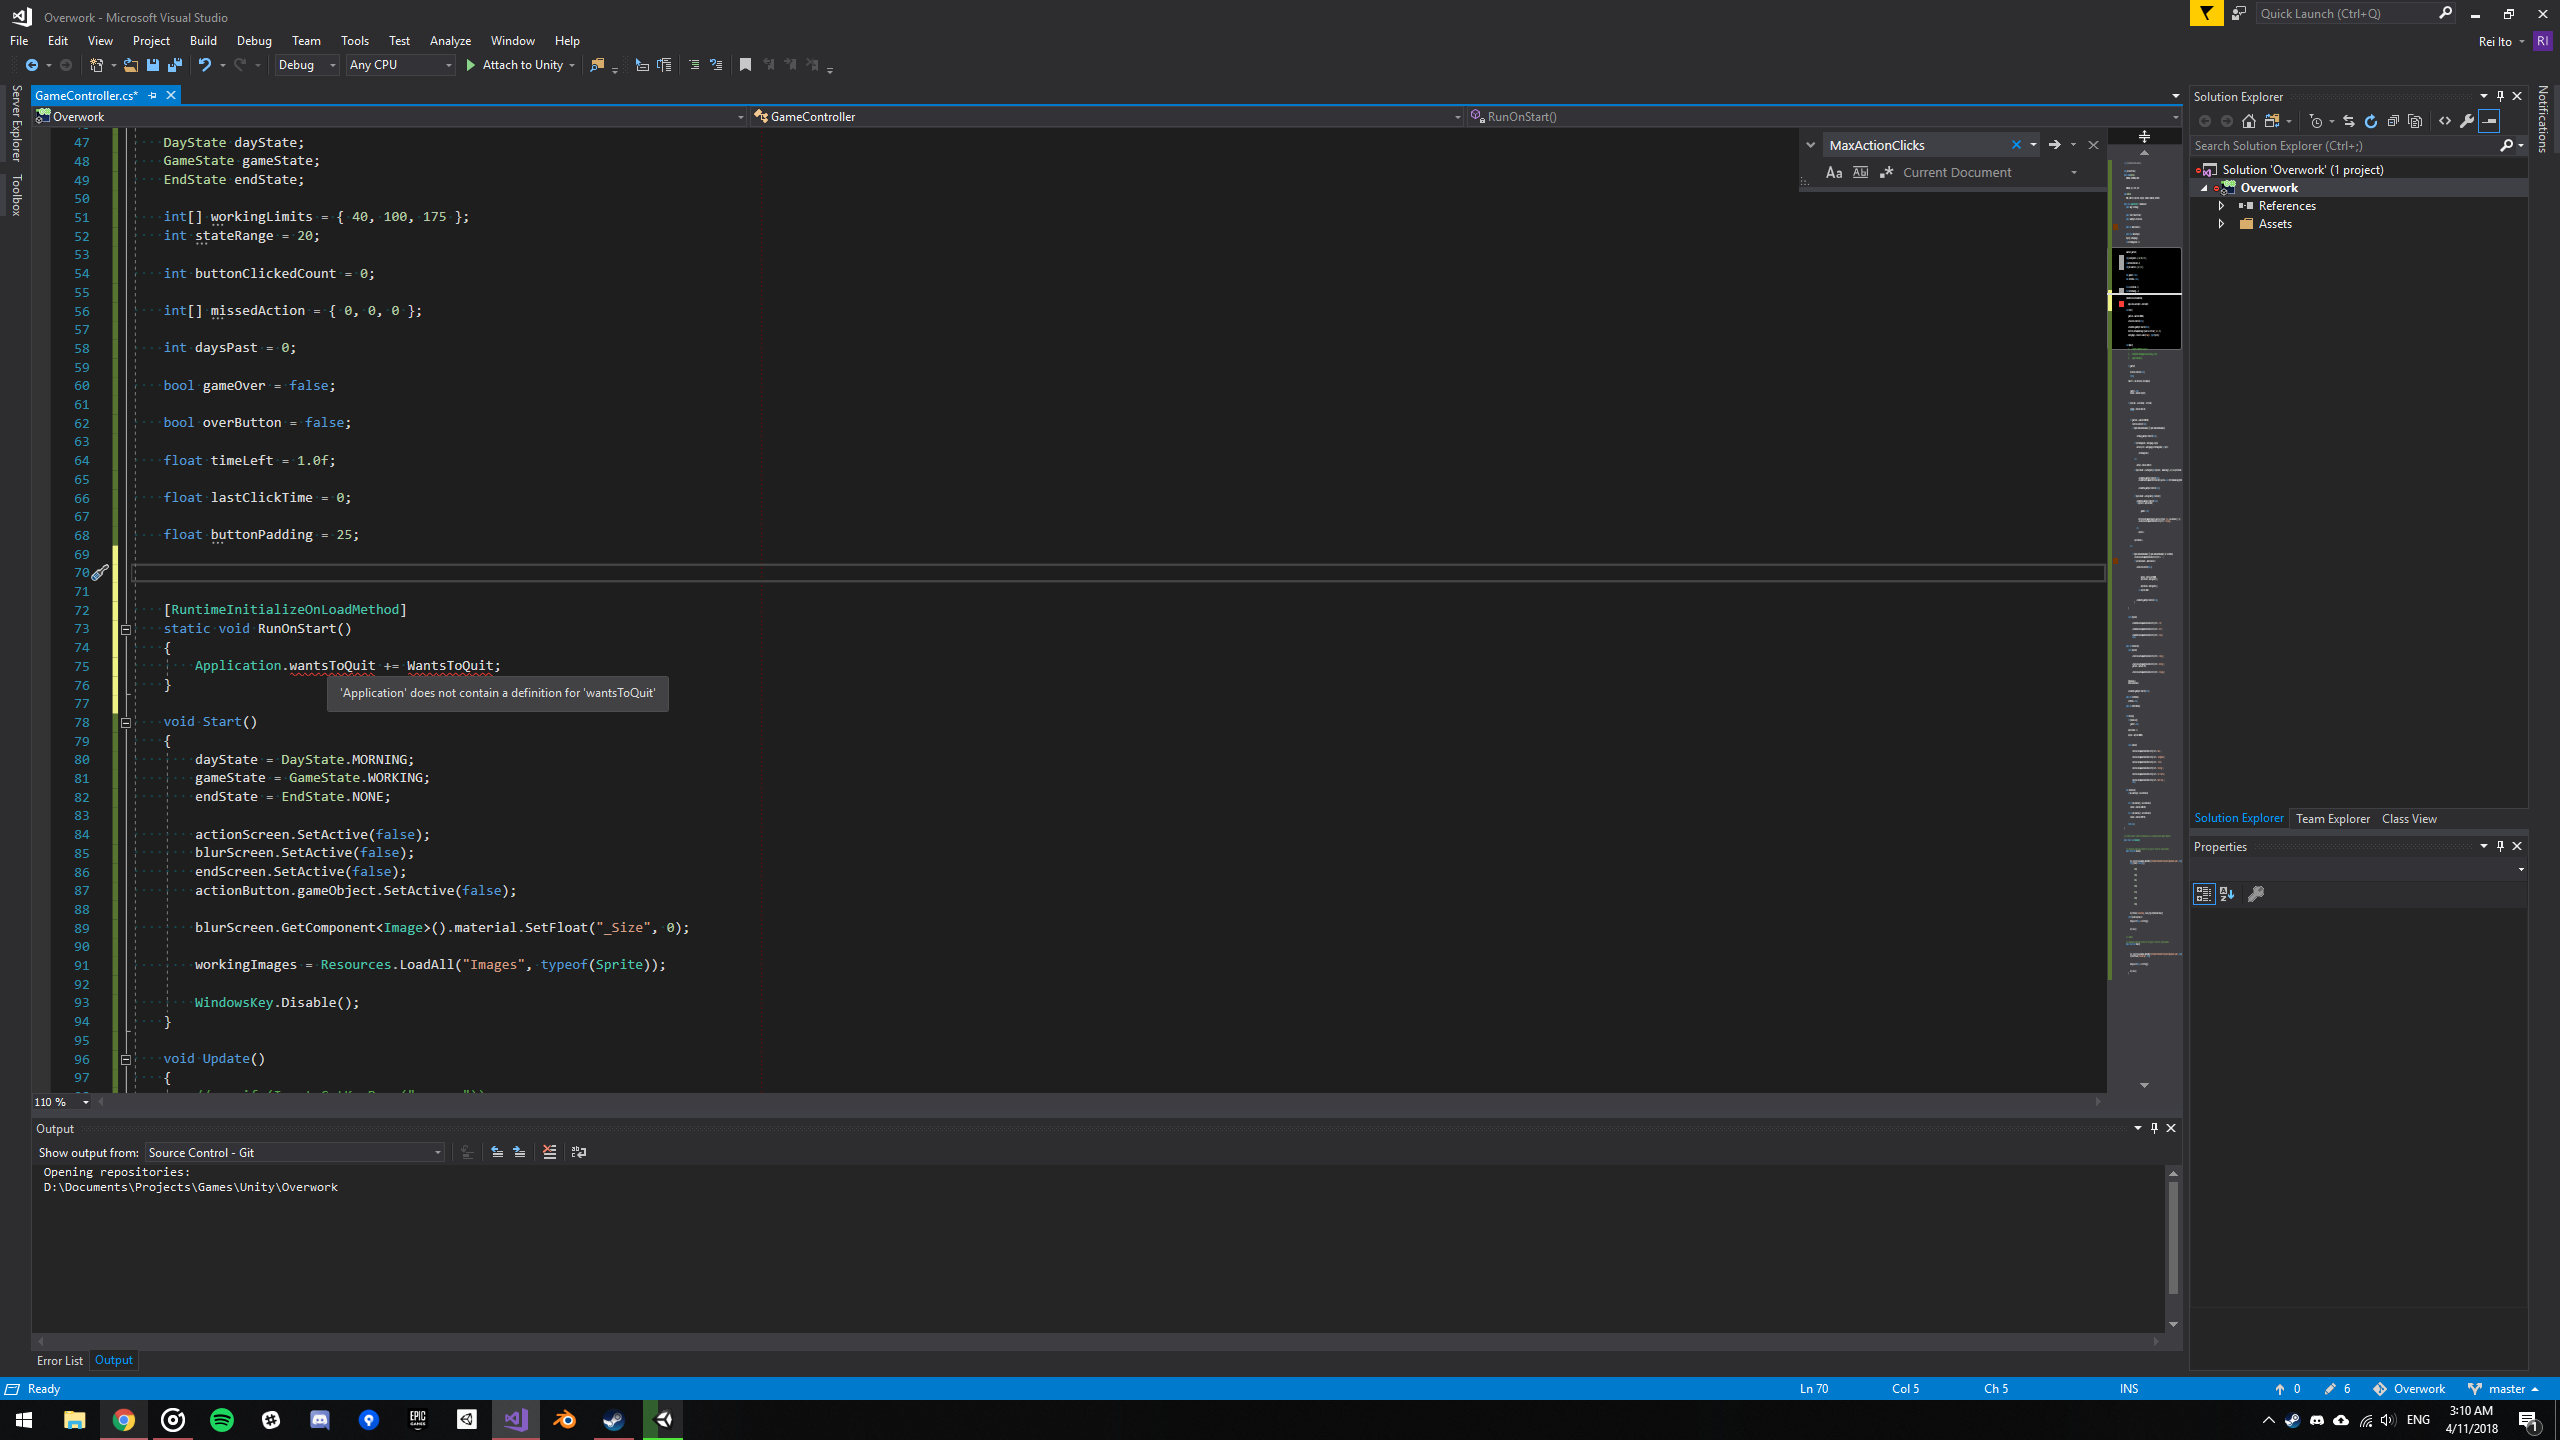 Overwork - Microsoft Visual Studio
Quick Launch (Ctrl+Q)
File Edit View Project Build Debug Team Tools Test Analyze Window Help
Rei Ito RI
Debug Any CPU Attach to Unity
Server Explorer
Toolbox
Notifications
GameController.cs*
Overwork GameController RunOnStart()
MaxActionClicks
Aa Current Document
47 DayState dayState;
48 GameState gameState;
49 EndState endState;
50
51 int[] workingLimits = { 40, 100, 175 };
52 int stateRange = 20;
53
54 int buttonClickedCount = 0;
55
56 int[] missedAction = { 0, 0, 0 };
57
58 int daysPast = 0;
59
60 bool gameOver = false;
61
62 bool overButton = false;
63
64 float timeLeft = 1.0f;
65
66 float lastClickTime = 0;
67
68 float buttonPadding = 25;
69
70
71
72 [RuntimeInitializeOnLoadMethod]
73 static void RunOnStart()
74 {
75 Application.wantsToQuit += WantsToQuit;
76 }
'Application' does not contain a definition for 'wantsToQuit'
77
78 void Start()
79 {
80 dayState = DayState.MORNING;
81 gameState = GameState.WORKING;
82 endState = EndState.NONE;
83
84 actionScreen.SetActive(false);
85 blurScreen.SetActive(false);
86 endScreen.SetActive(false);
87 actionButton.gameObject.SetActive(false);
88
89 blurScreen.GetComponent<Image>().material.SetFloat("_Size", 0);
90
91 workingImages = Resources.LoadAll("Images", typeof(Sprite));
92
93 WindowsKey.Disable();
94 }
95
96 void Update()
97 {
110 %
Solution Explorer
Search Solution Explorer (Ctrl+;)
Solution 'Overwork' (1 project)
Overwork
References
Assets
Solution Explorer Team Explorer Class View
Properties
Output
Show output from: Source Control - Git
Opening repositories:
D:\Documents\Projects\Games\Unity\Overwork
Error List Output
Ready Ln 70 Col 5 Ch 5 INS 0 6 Overwork master
EPIC GAMES
ENG
3:10 AM
4/11/2018
1